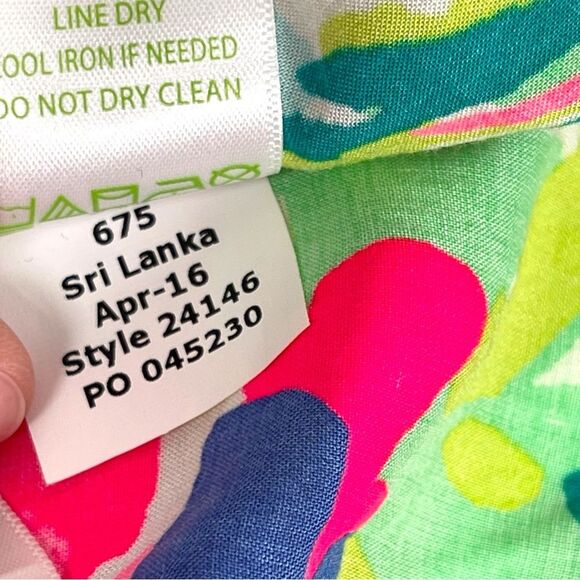 LINE DRY
COOL IRON IF NEEDED
DO NOT DRY CLEAN
675
Sri Lanka
Apr-16
Style 24146
PO 045230